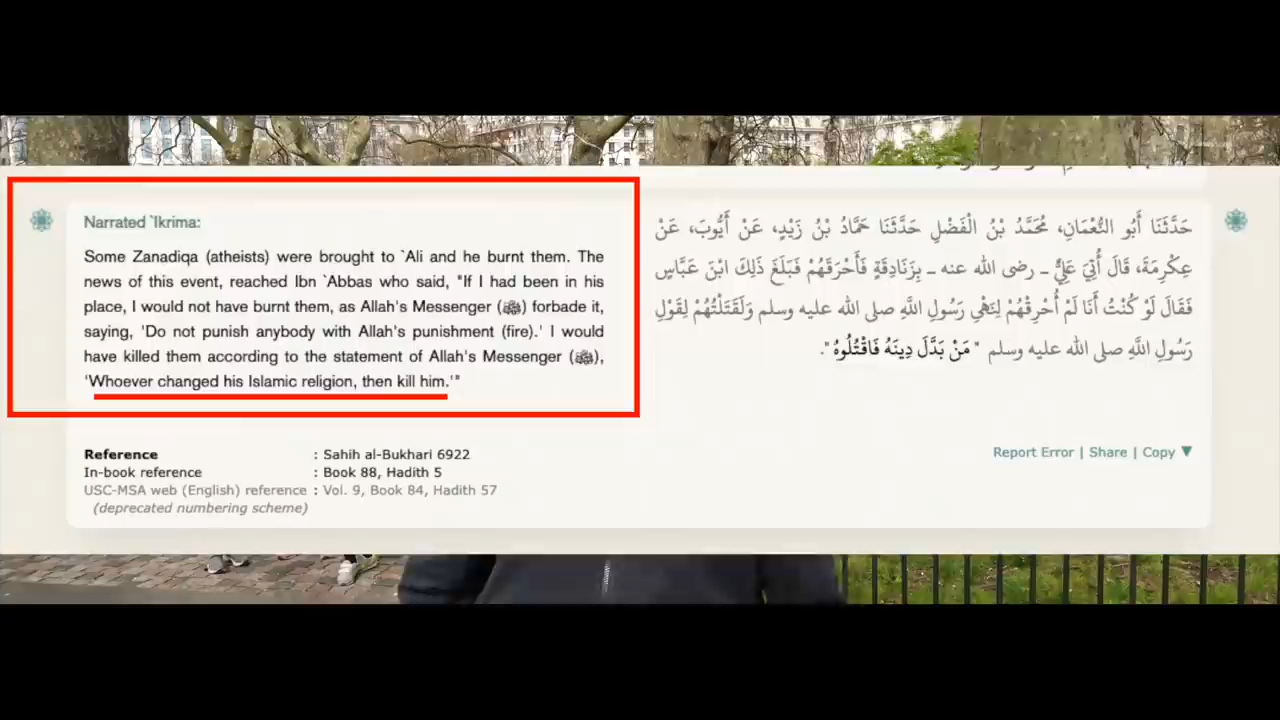 Narrated `Ikrima:
Some Zanadiqa (atheists) were brought to `Ali and he burnt them. The
news of this event, reached Ibn `Abbas who said, "If I had been in his
place, I would not have burnt them, as Allah's Messenger (ﷺ) forbade it,
saying, 'Do not punish anybody with Allah's punishment (fire).' I would
have killed them according to the statement of Allah's Messenger (ﷺ),
'Whoever changed his Islamic religion, then kill him.'"
حَدَّثَنَا أَبُو النُّعْمَانِ، مُحَمَّدُ بْنُ الْفَضْلِ حَدَّثَنَا حَمَّادُ بْنُ زَيْدٍ، عَنْ أَيُّوبَ، عَنْ
عِكْرِمَةَ، قَالَ أُتِيَ عَلِيٌّ ـ رضى الله عنه ـ بِزَنَادِقَةٍ فَأَحْرَقَهُمْ فَبَلَغَ ذَلِكَ ابْنَ عَبَّاسٍ
فَقَالَ لَوْ كُنْتُ أَنَا لَمْ أُحْرِقْهُمْ لِنَهْىِ رَسُولِ اللَّهِ صلى الله عليه وسلم وَلَقَتَلْتُهُمْ لِقَوْلِ
رَسُولِ اللَّهِ صلى الله عليه وسلم ‏"‏ مَنْ بَدَّلَ دِينَهُ فَاقْتُلُوهُ ‏"‏‏.‏
Reference : Sahih al-Bukhari 6922
In-book reference : Book 88, Hadith 5
USC-MSA web (English) reference : Vol. 9, Book 84, Hadith 57
(deprecated numbering scheme)
Report Error | Share | Copy ▼